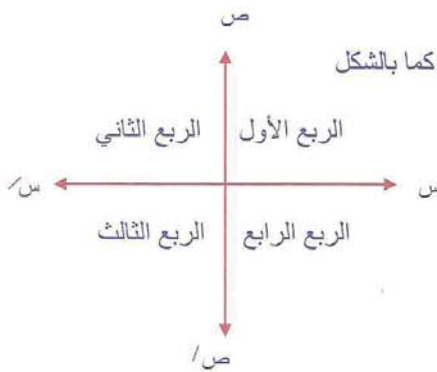 ص
كما بالشكل
الربع الأول
الربع الثاني
س
س/
الربع الرابع
الربع الثالث
ص/